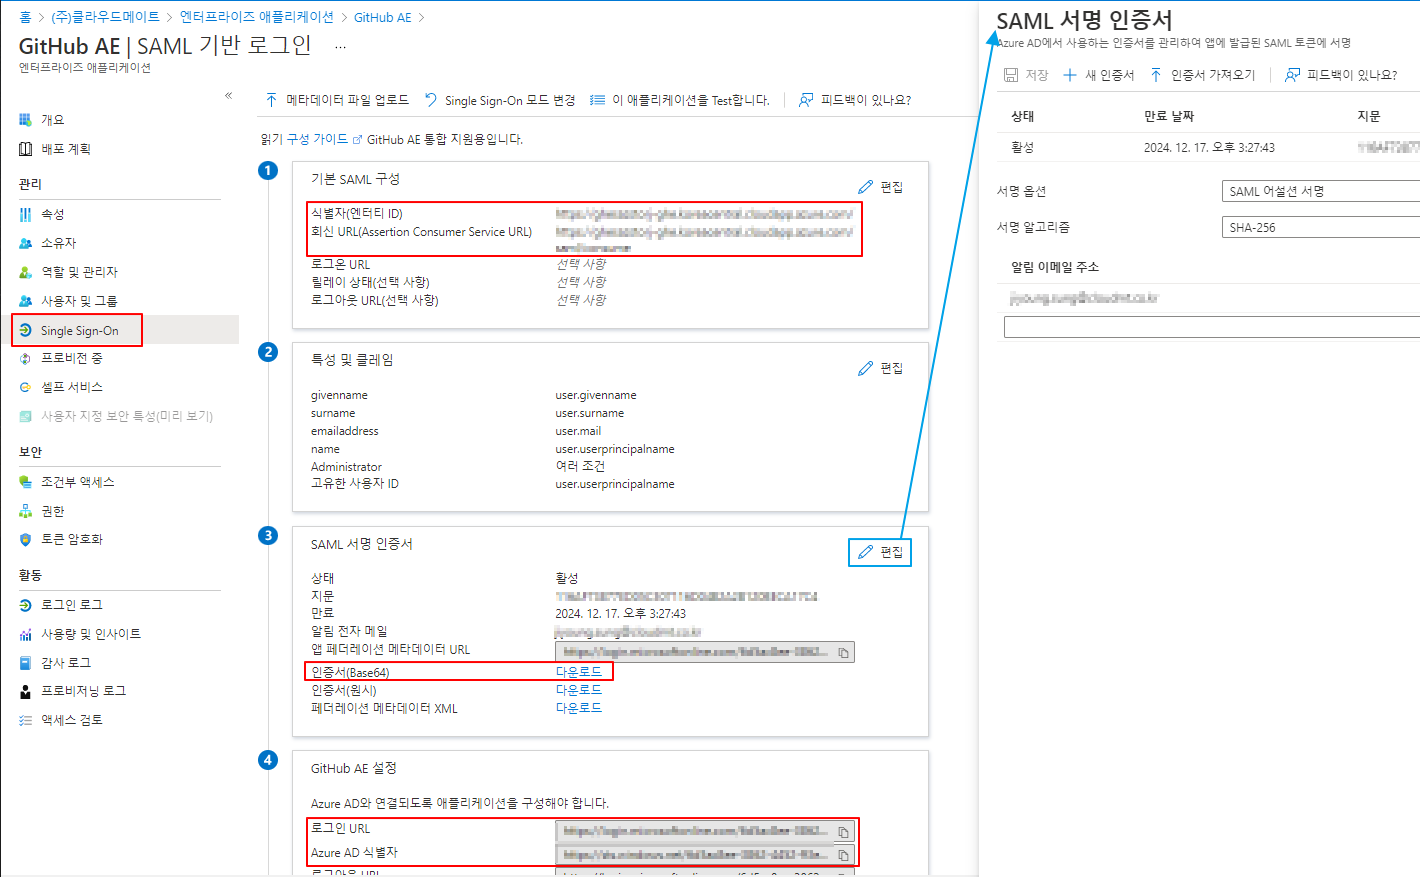 홈 > (주)클라우드메이트 > 엔터프라이즈 애플리케이션 > GitHub AE >
GitHub AE | SAML 기반 로그인 ...
엔터프라이즈 애플리케이션
«
개요
배포 계획
관리
속성
소유자
역할 및 관리자
사용자 및 그룹
Single Sign-On
프로비전 중
셀프 서비스
사용자 지정 보안 특성(미리 보기)
보안
조건부 액세스
권한
토큰 암호화
활동
로그인 로그
사용량 및 인사이트
감사 로그
프로비저닝 로그
액세스 검토
메타데이터 파일 업로드 Single Sign-On 모드 변경 이 애플리케이션을 Test합니다. 피드백이 있나요?
읽기 구성 가이드 GitHub AE 통합 지원용입니다.
1
기본 SAML 구성
편집
식별자(엔터티 ID)
회신 URL(Assertion Consumer Service URL)
로그온 URL 선택 사항
릴레이 상태(선택 사항) 선택 사항
로그아웃 URL(선택 사항) 선택 사항
2
특성 및 클레임
편집
givenname user.givenname
surname user.surname
emailaddress user.mail
name user.userprincipalname
Administrator 여러 조건
고유한 사용자 ID user.userprincipalname
3
SAML 서명 인증서
편집
상태 활성
지문
만료 2024. 12. 17. 오후 3:27:43
알림 전자 메일
앱 페더레이션 메타데이터 URL
인증서(Base64) 다운로드
인증서(원시) 다운로드
페더레이션 메타데이터 XML 다운로드
4
GitHub AE 설정
Azure AD와 연결되도록 애플리케이션을 구성해야 합니다.
로그인 URL
Azure AD 식별자
로그아웃 URL
SAML 서명 인증서
Azure AD에서 사용하는 인증서를 관리하여 앱에 발급된 SAML 토큰에 서명
저장 새 인증서 인증서 가져오기 피드백이 있나요?
상태 만료 날짜 지문
활성 2024. 12. 17. 오후 3:27:43
서명 옵션 SAML 어설션 서명
서명 알고리즘 SHA-256
알림 이메일 주소